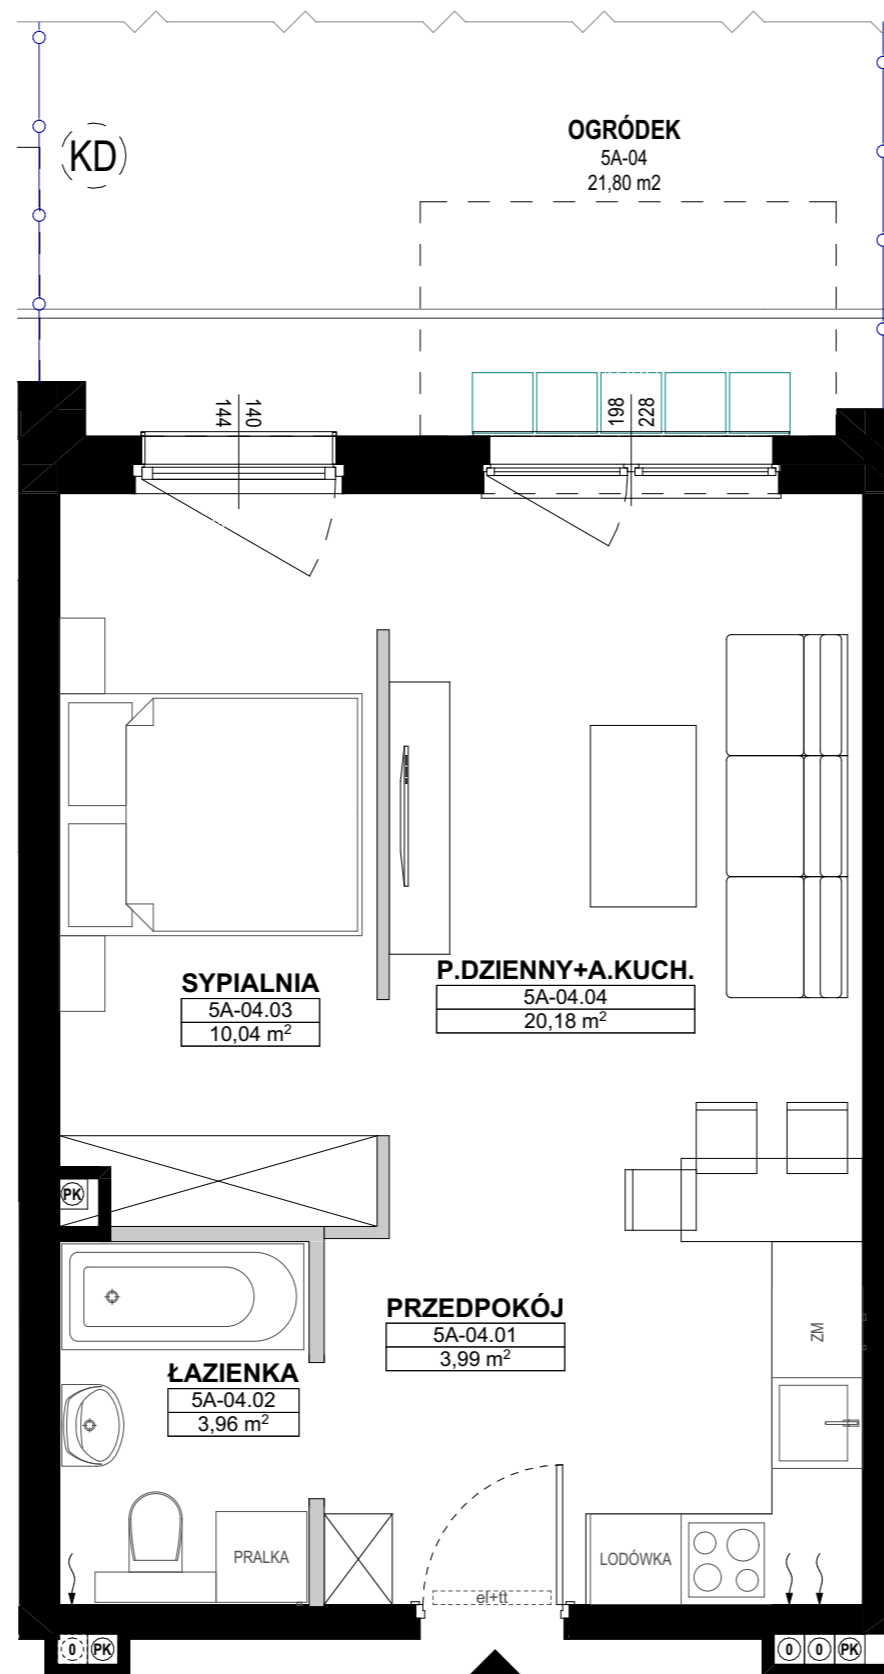 OGRÓDEK
5A-04
21,80 m2
KD
144
140
198
228
SYPIALNIA
5A-04.03
10,04 m²
P.DZIENNY+A.KUCH.
5A-04.04
20,18 m²
PK
PRZEDPOKÓJ
5A-04.01
3,99 m²
ZM
ŁAZIENKA
5A-04.02
3,96 m²
PRALKA
LODÓWKA
el+tt
0 PK
0 0 PK